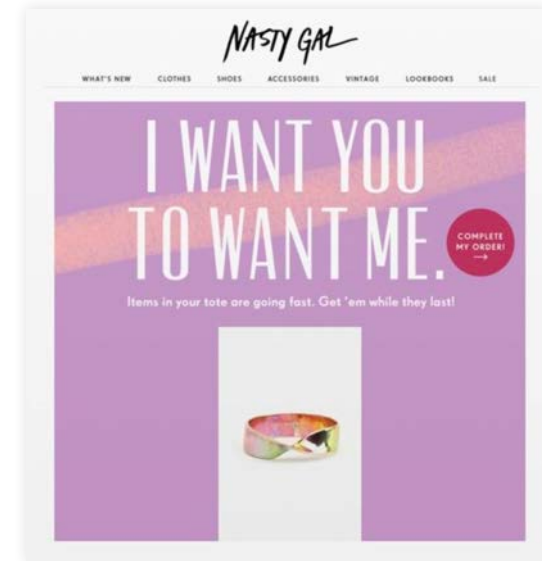 NASTY GAL
WHAT'S NEW CLOTHES SHOES ACCESSORIES VINTAGE LOOKBOOKS SALE
I WANT YOU
TO WANT ME.
COMPLETE
MY ORDER!
→
Items in your tote are going fast. Get 'em while they last!